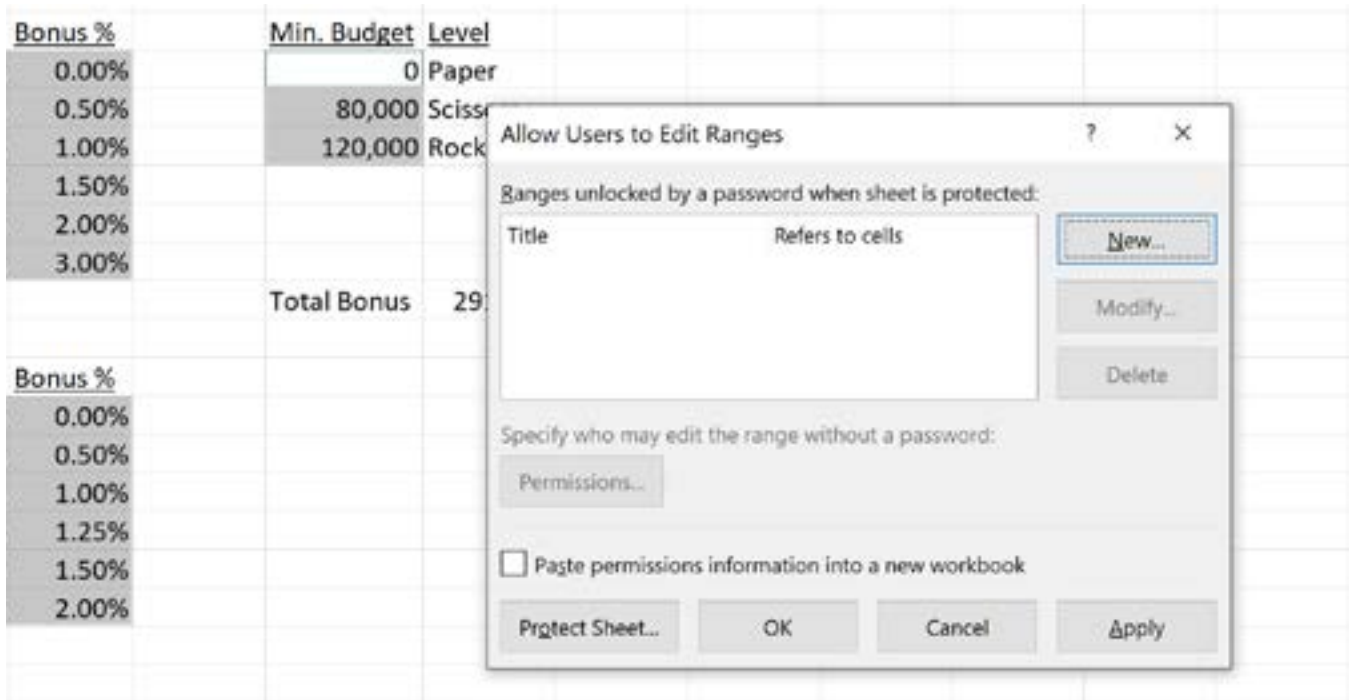 Bonus % Min. Budget Level
0.00% 0 Paper
0.50% 80,000
1.00% 120,000 Rock
1.50%
2.00%
3.00%
Total Bonus
Bonus %
0.00%
0.50%
1.00%
1.25%
1.50%
2.00%
Allow Users to Edit Ranges ? ×
Ranges unlocked by a password when sheet is protected:
Title Refers to cells
New...
Modify...
Delete
Specify who may edit the range without a password:
Permissions...
Paste permissions information into a new workbook
Protect Sheet... OK Cancel Apply